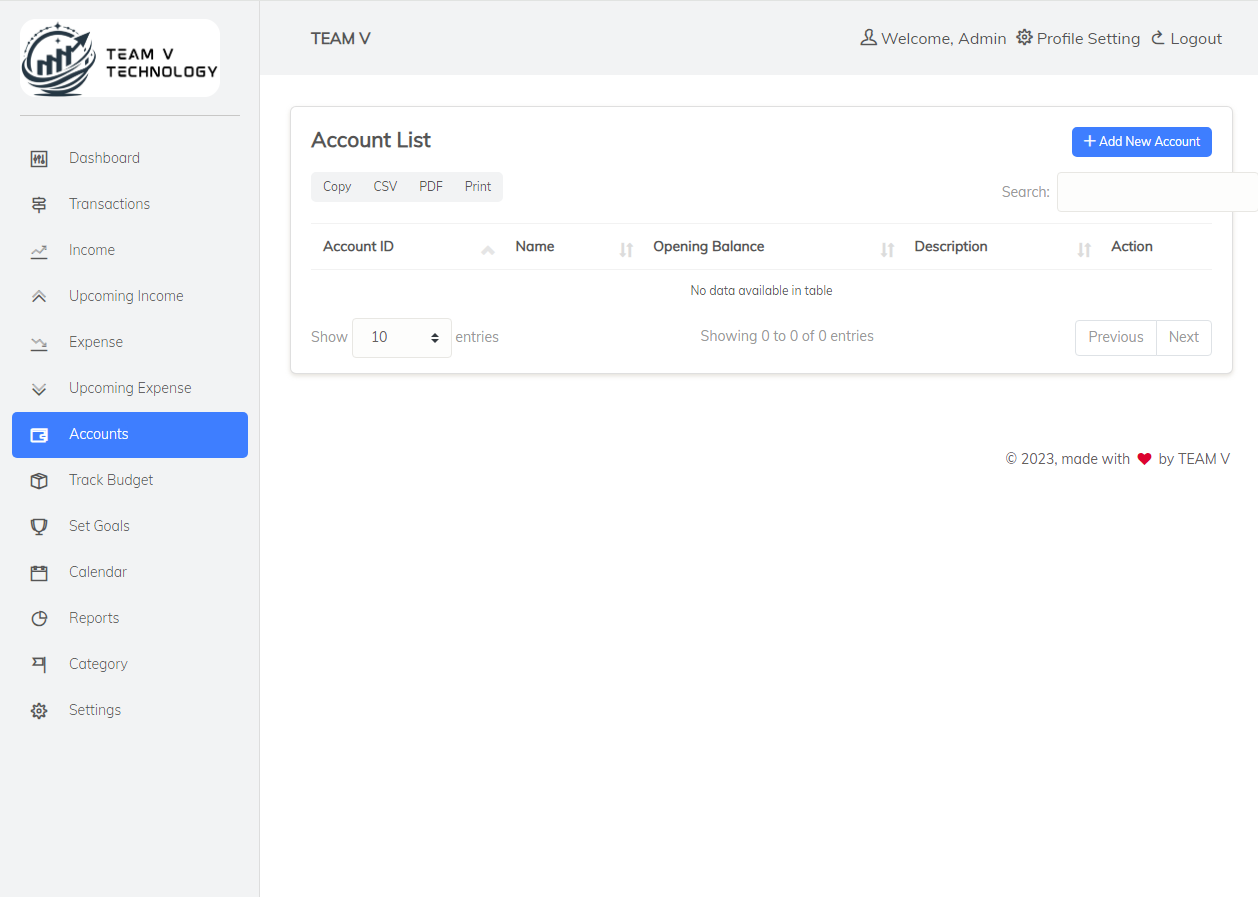 TEAM V
TECHNOLOGY
TEAM V
Welcome, Admin Profile Setting Logout
Dashboard
Transactions
Income
Upcoming Income
Expense
Upcoming Expense
Accounts
Track Budget
Set Goals
Calendar
Reports
Category
Settings
Account List
Add New Account
Copy CSV PDF Print
Search:
Account ID Name Opening Balance Description Action
No data available in table
Show 10 entries
Showing 0 to 0 of 0 entries
Previous Next
© 2023, made with ❤ by TEAM V